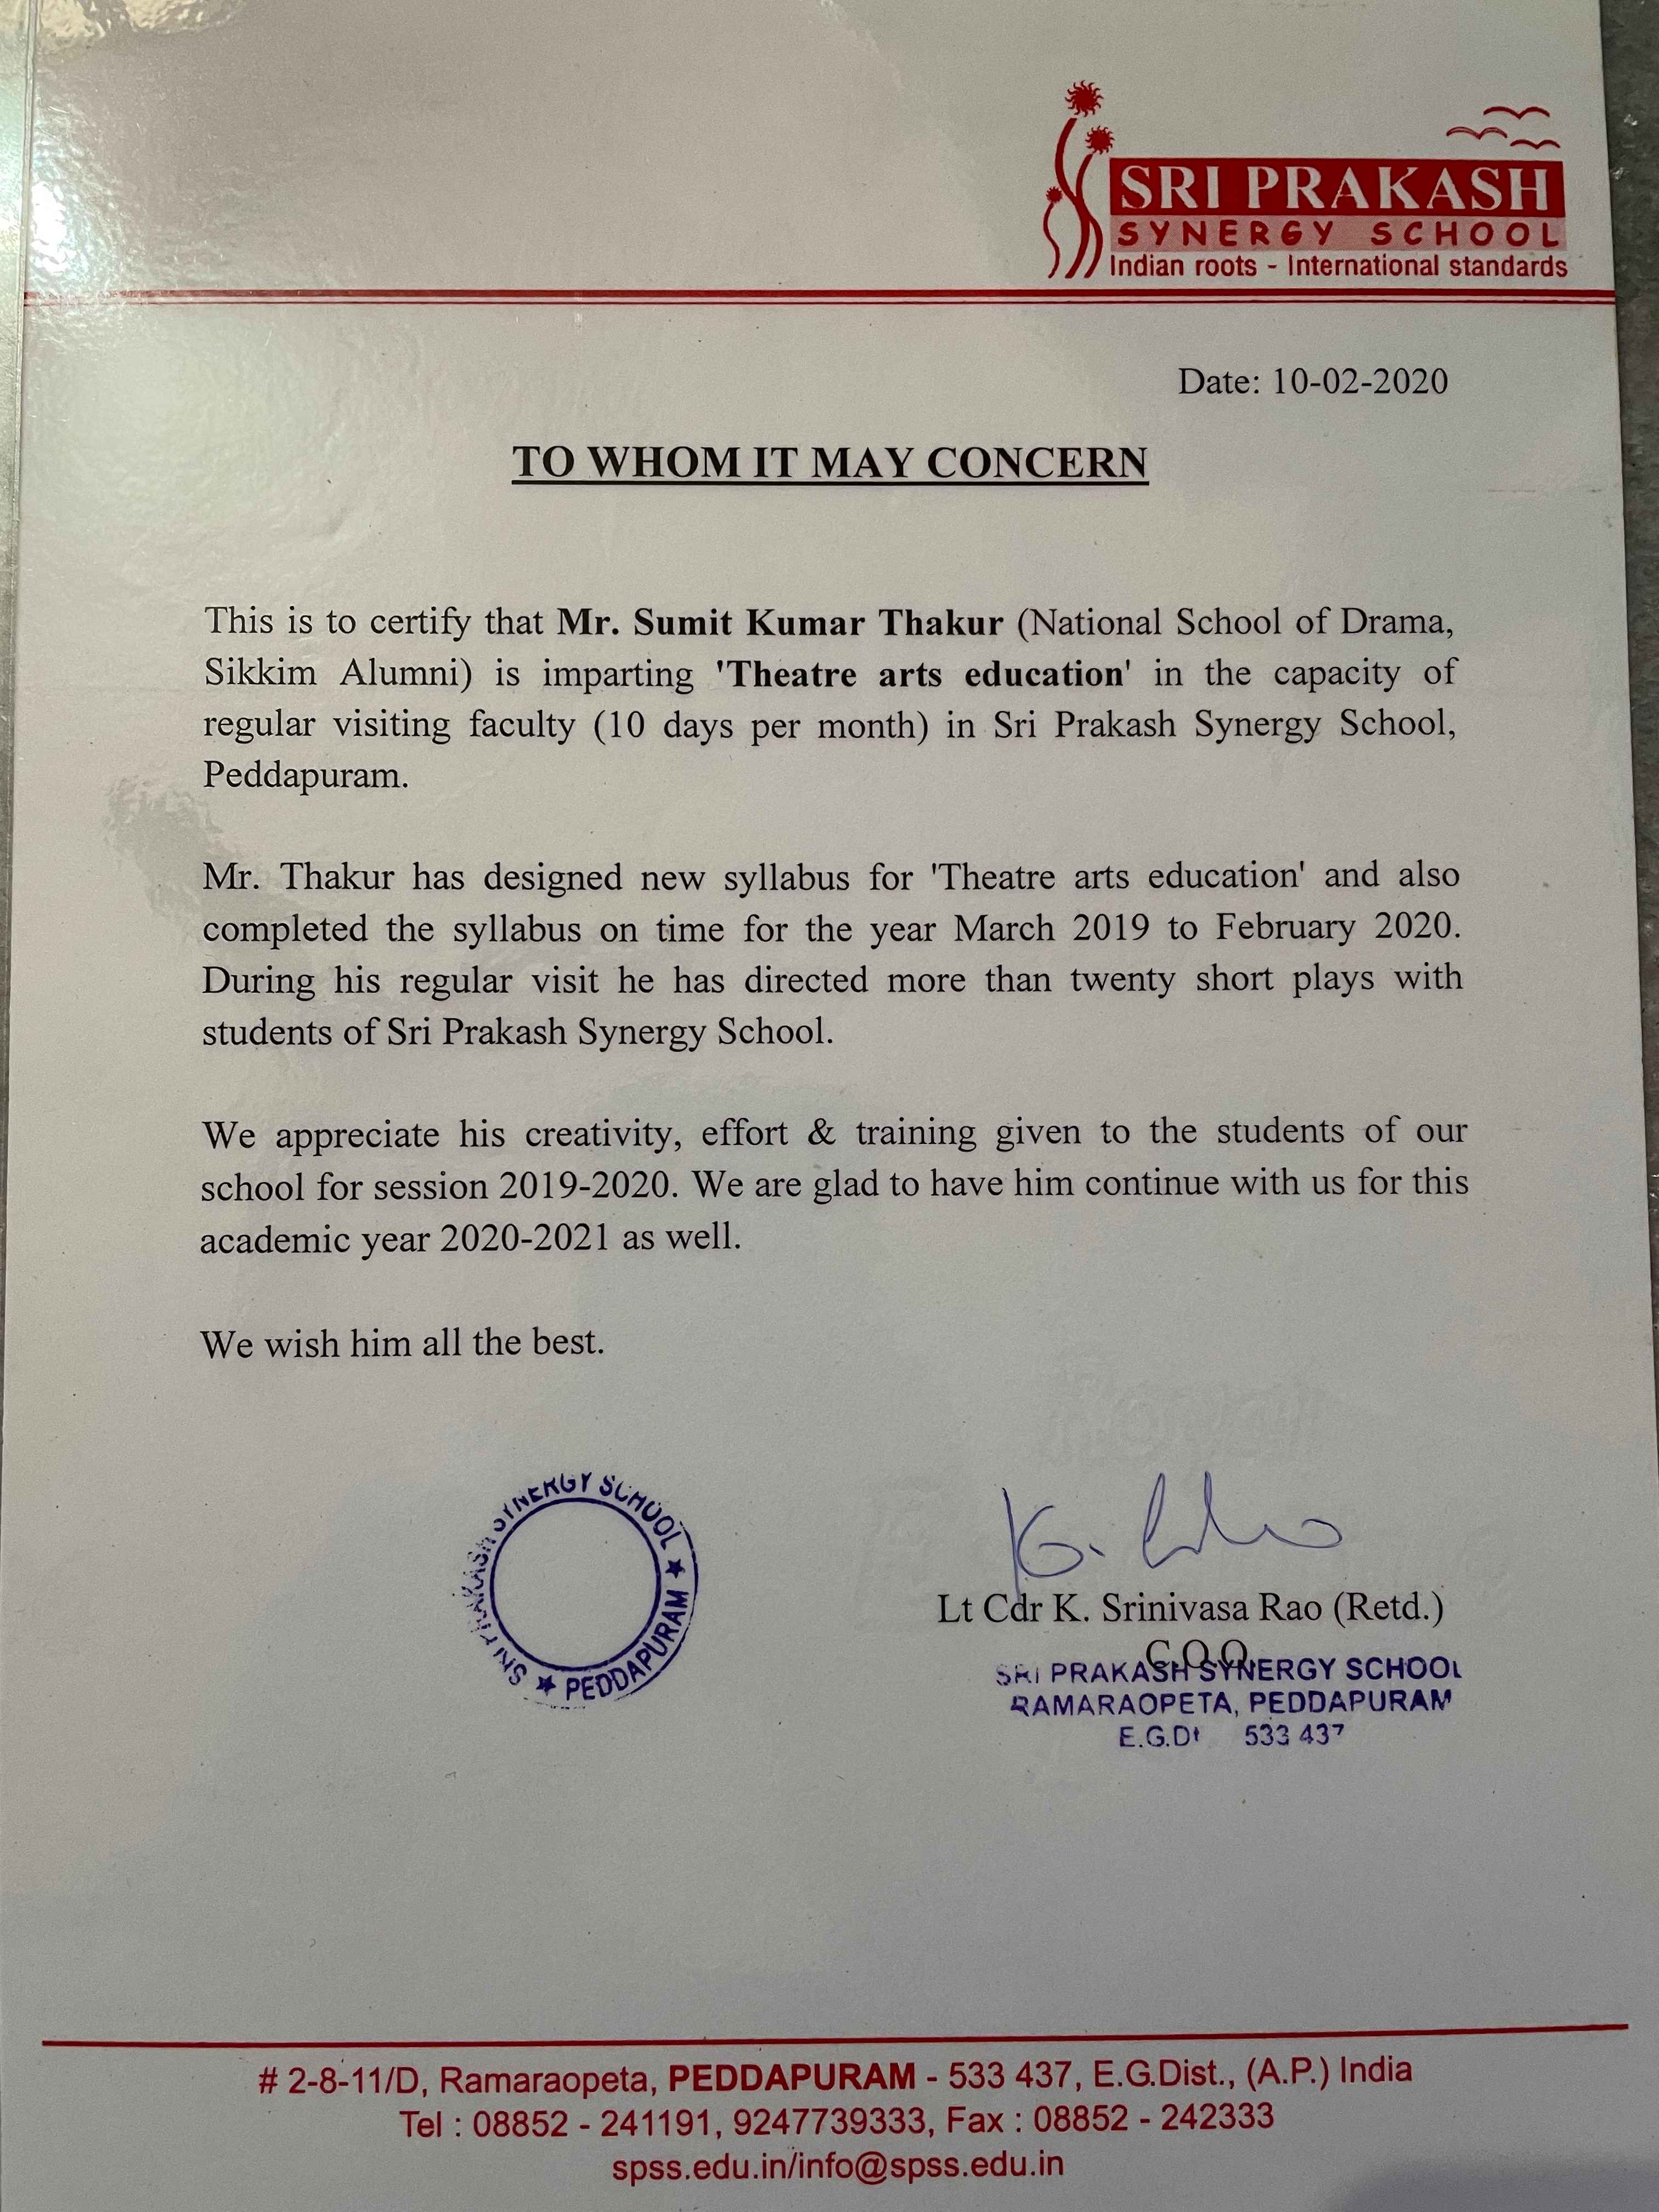 SRI PRAKASH
SYNERGY SCHOOL
Indian roots - International standards
Date: 10-02-2020
TO WHOM IT MAY CONCERN
This is to certify that Mr. Sumit Kumar Thakur (National School of Drama,
Sikkim Alumni) is imparting 'Theatre arts education' in the capacity of
regular visiting faculty (10 days per month) in Sri Prakash Synergy School,
Peddapuram.
Mr. Thakur has designed new syllabus for 'Theatre arts education' and also
completed the syllabus on time for the year March 2019 to February 2020.
During his regular visit he has directed more than twenty short plays with
students of Sri Prakash Synergy School.
We appreciate his creativity, effort & training given to the students of our
school for session 2019-2020. We are glad to have him continue with us for this
academic year 2020-2021 as well.
We wish him all the best.
SRI PRAKASH SYNERGY SCHOOL ★ PEDDAPURAM ★
Lt Cdr K. Srinivasa Rao (Retd.)
C.O.O.
SRI PRAKASH SYNERGY SCHOOL
RAMARAOPETA, PEDDAPURAM
E.G.Dt 533 437
# 2-8-11/D, Ramaraopeta, PEDDAPURAM - 533 437, E.G.Dist., (A.P.) India
Tel : 08852 - 241191, 9247739333, Fax : 08852 - 242333
spss.edu.in/info@spss.edu.in